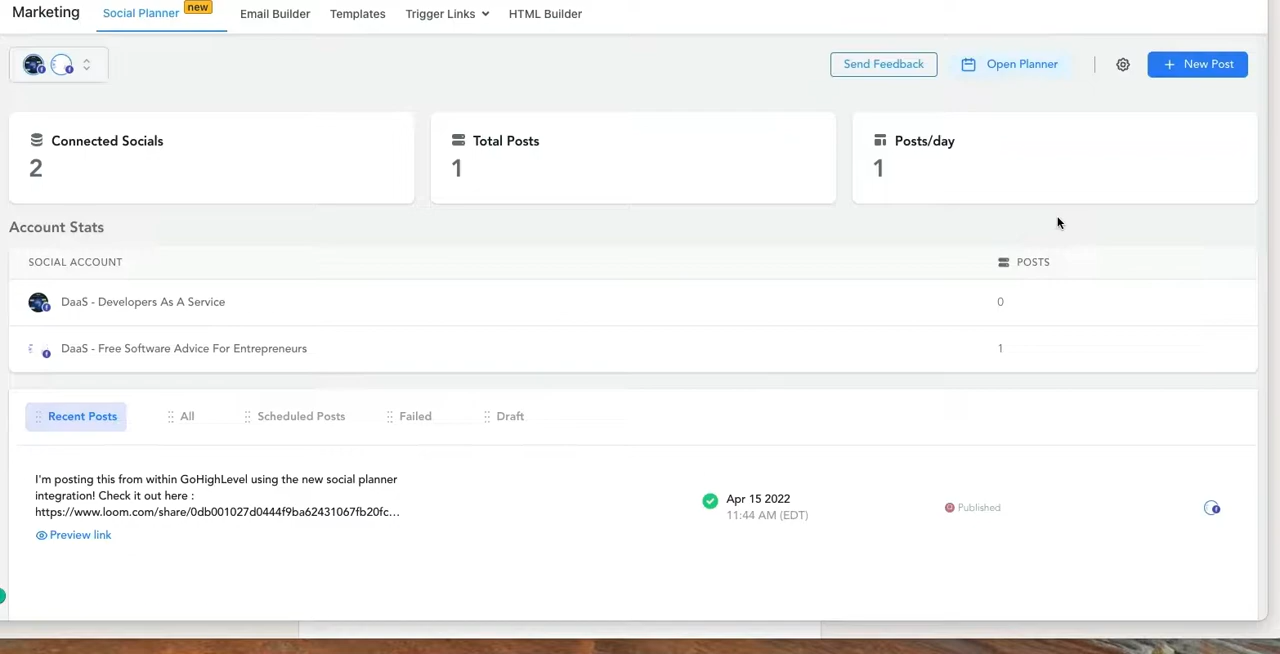 Marketing
Social Planner
new
Email Builder
Templates
Trigger Links
HTML Builder
Send Feedback
Open Planner
New Post
Connected Socials
2
Total Posts
1
Posts/day
1
Account Stats
SOCIAL ACCOUNT
POSTS
DaaS - Developers As A Service
0
DaaS - Free Software Advice For Entrepreneurs
1
Recent Posts
All
Scheduled Posts
Failed
Draft
I'm posting this from within GoHighLevel using the new social planner
integration! Check it out here :
https://www.loom.com/share/0db001027d0444f9ba62431067fb20fc...
Preview link
Apr 15 2022
11:44 AM (EDT)
Published